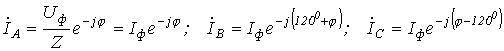 İ_A = U_ф/Z e^{-jφ} = I_ф e^{-jφ}; İ_B = I_ф e^{-j(120⁰+φ)}; İ_C = I_ф e^{-j(φ-120⁰)}